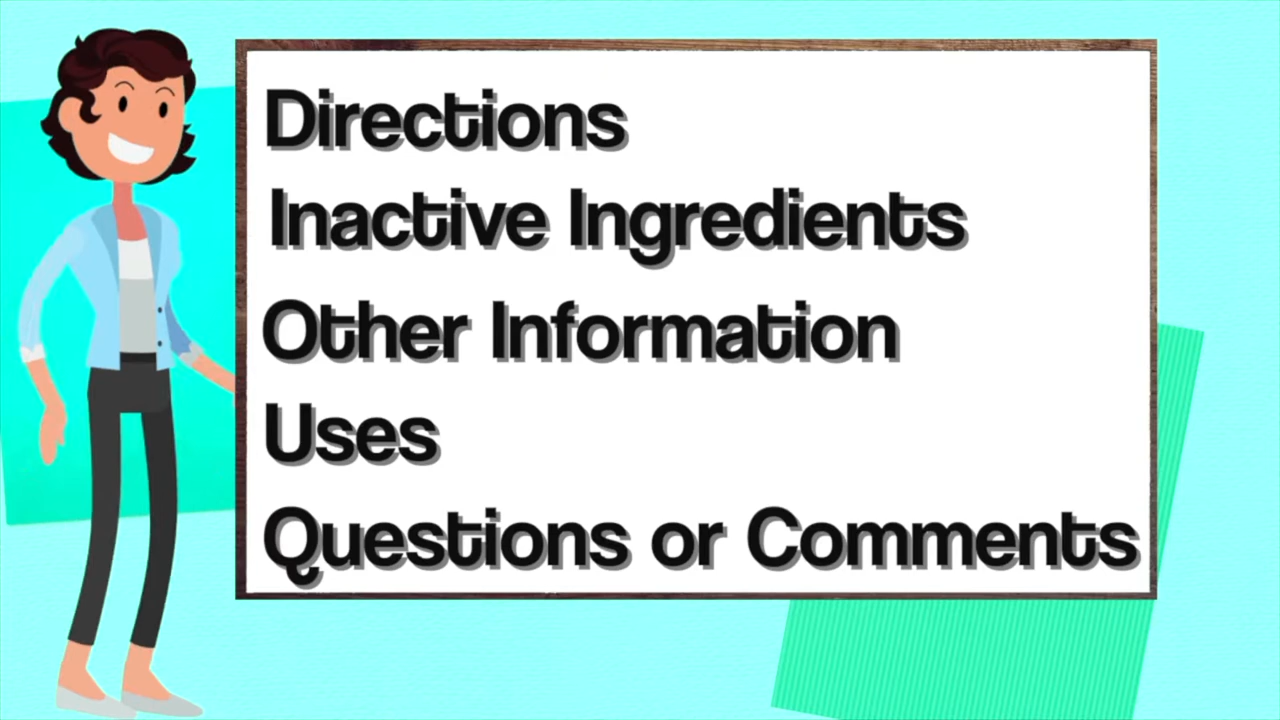 Directions
Inactive Ingredients
Other Information
Uses
Questions or Comments